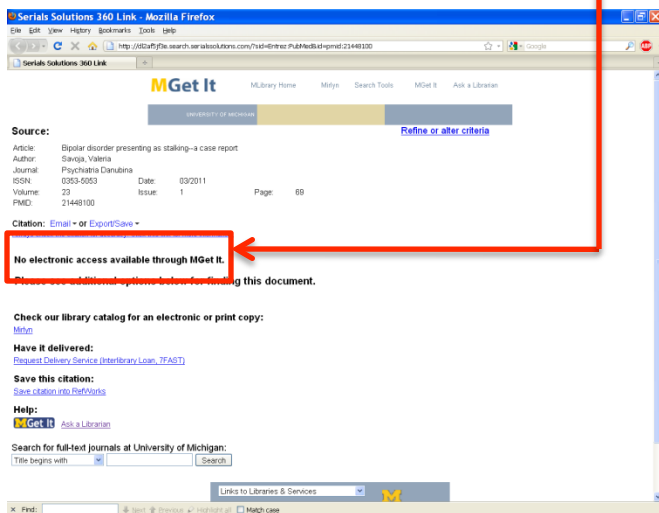 Serials Solutions 360 Link - Mozilla Firefox
File Edit View History Bookmarks Tools Help
Google
Serials Solutions 360 Link
MGet It MLibrary Home Mirlyn Search Tools MGet It Ask a Librarian
UNIVERSITY OF MICHIGAN
Source: Refine or alter criteria
Article: Bipolar disorder presenting as stalking--a case report
Author: Savoja, Valeria
Journal: Psychiatria Danubina
ISSN: 0353-5053 Date: 03/2011
Volume: 23 Issue: 1 Page: 69
PMID: 21448100
Citation: Email or Export/Save
No electronic access available through MGet It.
Please see additional options below for finding this document.
Check our library catalog for an electronic or print copy:
Mirlyn
Have it delivered:
Request Delivery Service (Interlibrary Loan, 7FAST)
Save this citation:
Save citation into RefWorks
Help:
MGet It Ask a Librarian
Search for full-text journals at University of Michigan:
Title begins with Search
Links to Libraries & Services
M
× Find: Next Previous Highlight all Match case